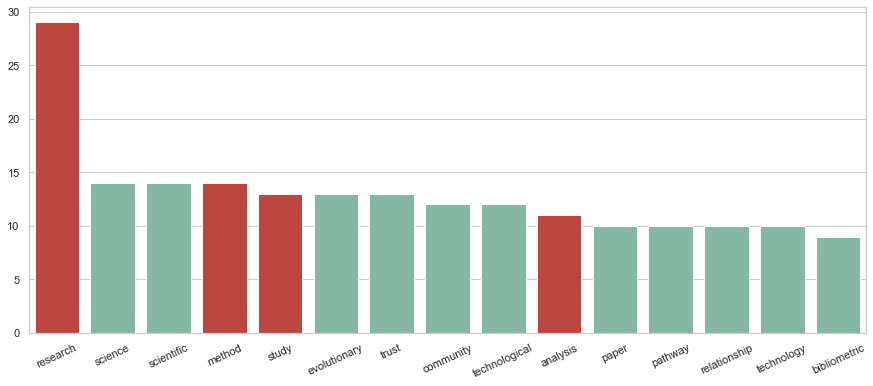 30
25
20
15
10
5
0
research
science
scientific
method
study
evolutionary
trust
community
technological
analysis
paper
pathway
relationship
technology
bibliometric